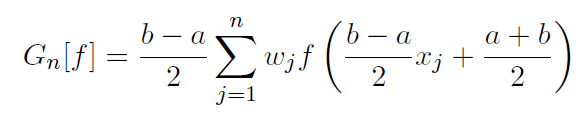 $G_n[f] = \frac{b-a}{2} \sum_{j=1}^{n} w_j f \left( \frac{b-a}{2} x_j + \frac{a+b}{2} \right)$